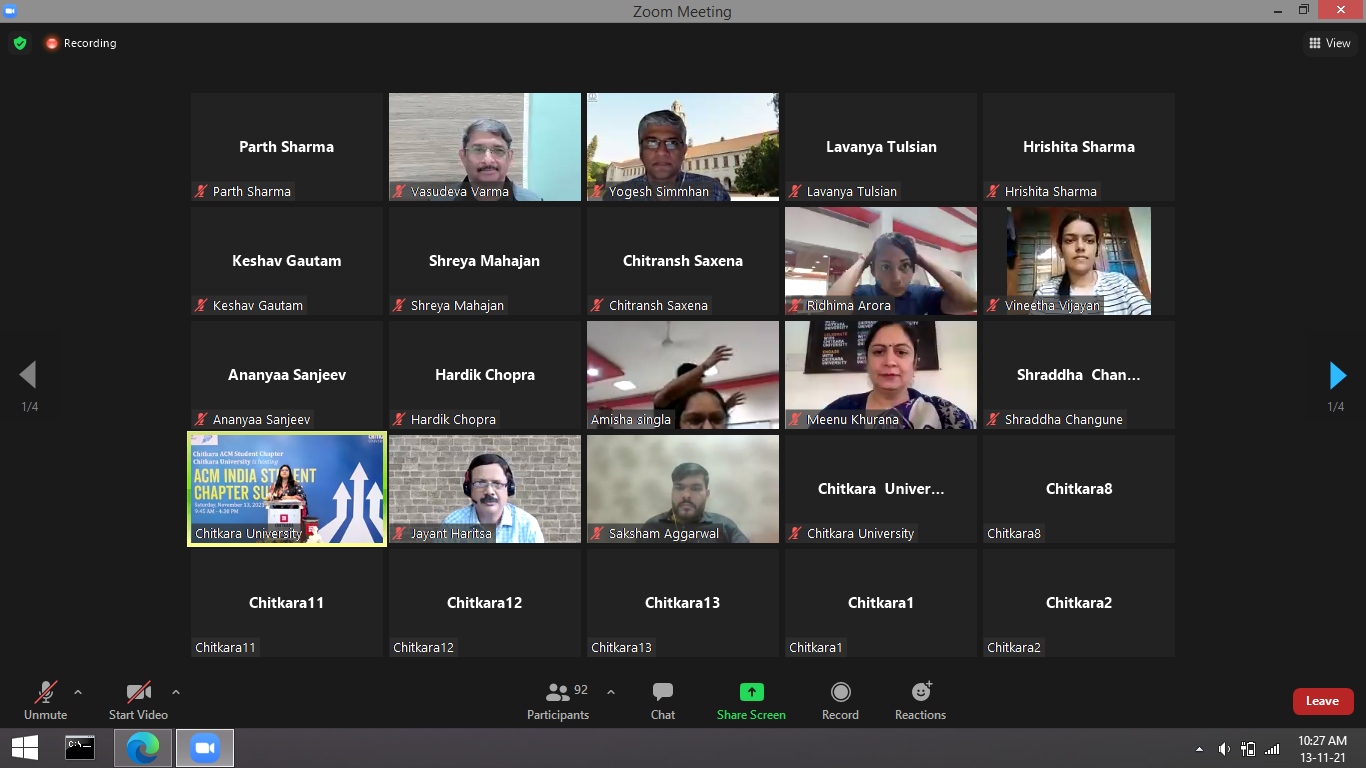 Zoom Meeting
Recording
View
Parth Sharma
Parth Sharma
Vasudeva Varma
Yogesh Simmhan
Lavanya Tulsian
Lavanya Tulsian
Hrishita Sharma
Hrishita Sharma
Keshav Gautam
Keshav Gautam
Shreya Mahajan
Shreya Mahajan
Chitransh Saxena
Chitransh Saxena
Ridhima Arora
Vineetha Vijayan
1/4
1/4
Ananyaa Sanjeev
Ananyaa Sanjeev
Hardik Chopra
Hardik Chopra
Amisha singla
Meenu Khurana
Shraddha Chan...
Shraddha Changune
Chitkara ACM Student Chapter
Chitkara University is hosting
ACM INDIA STUDENT
CHAPTER SU
Saturday, November 13, 2021
9:45 AM - 4:30 PM
Chitkara University
Jayant Haritsa
Saksham Aggarwal
Chitkara Univer...
Chitkara University
Chitkara8
Chitkara8
Chitkara11
Chitkara11
Chitkara12
Chitkara12
Chitkara13
Chitkara13
Chitkara1
Chitkara1
Chitkara2
Chitkara2
Unmute
Start Video
92
Participants
Chat
Share Screen
Record
Reactions
Leave
10:27 AM
13-11-21